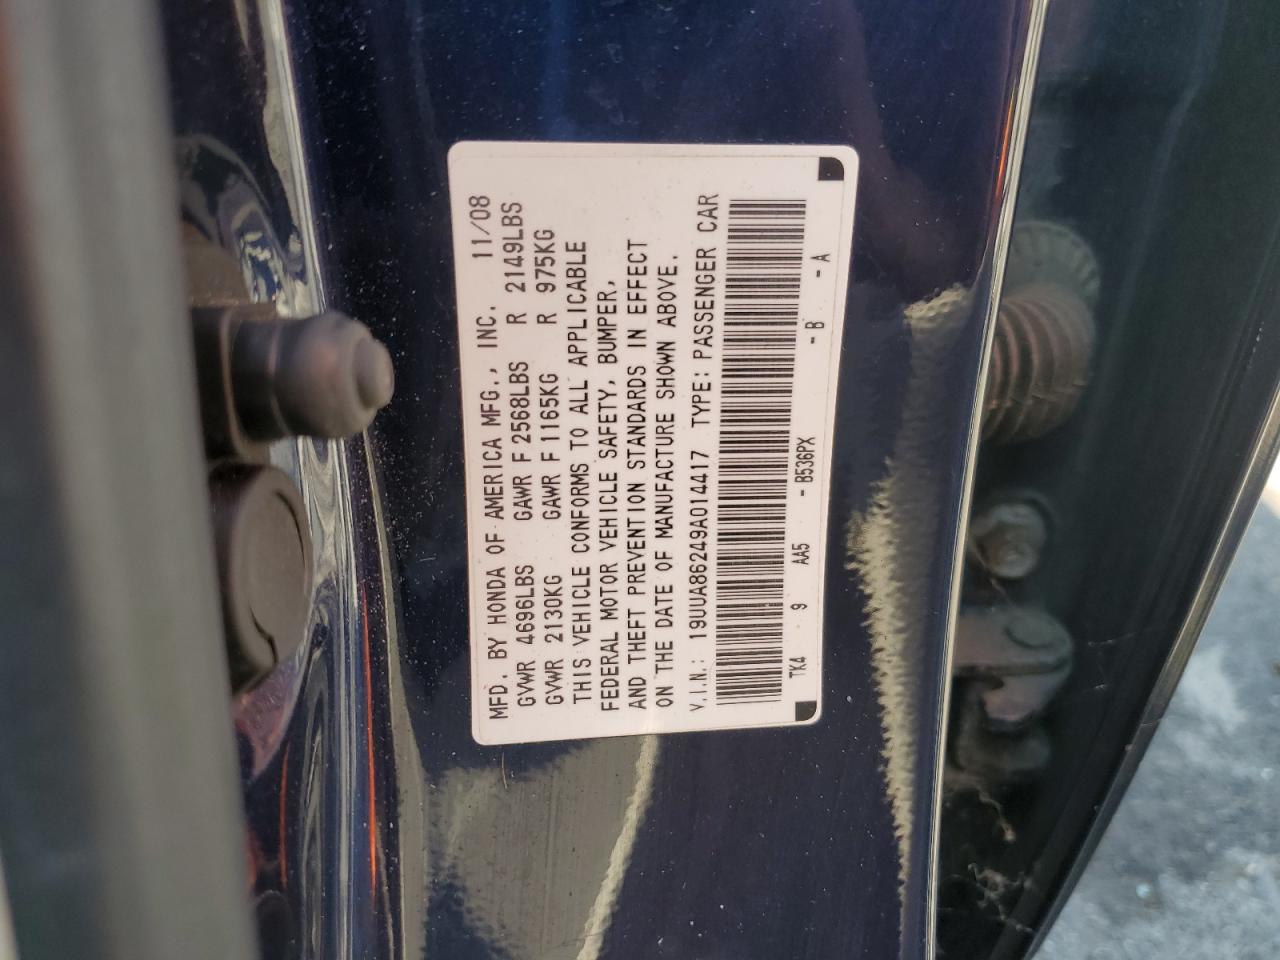 MFD. BY HONDA OF AMERICA MFG., INC. 11/08
GVWR 4696LBS GAWR F 2568LBS R 2149LBS
GVWR 2130KG GAWR F 1165KG R 975KG
THIS VEHICLE CONFORMS TO ALL APPLICABLE
FEDERAL MOTOR VEHICLE SAFETY, BUMPER,
AND THEFT PREVENTION STANDARDS IN EFFECT
ON THE DATE OF MANUFACTURE SHOWN ABOVE.
V.I.N.: 19UUA86249A014417 TYPE: PASSENGER CAR
TK4 9 AA5 - B536PX - B - A